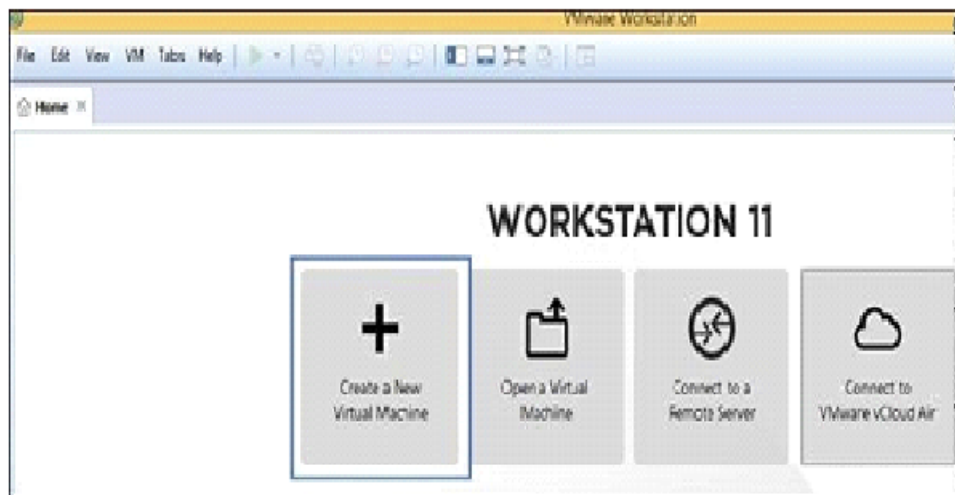 VMware Workstation
File Edit View VM Tabs Help
Home
WORKSTATION 11
Create a New
Virtual Machine
Open a Virtual
Machine
Connect to a
Remote Server
Connect to
VMware vCloud Air